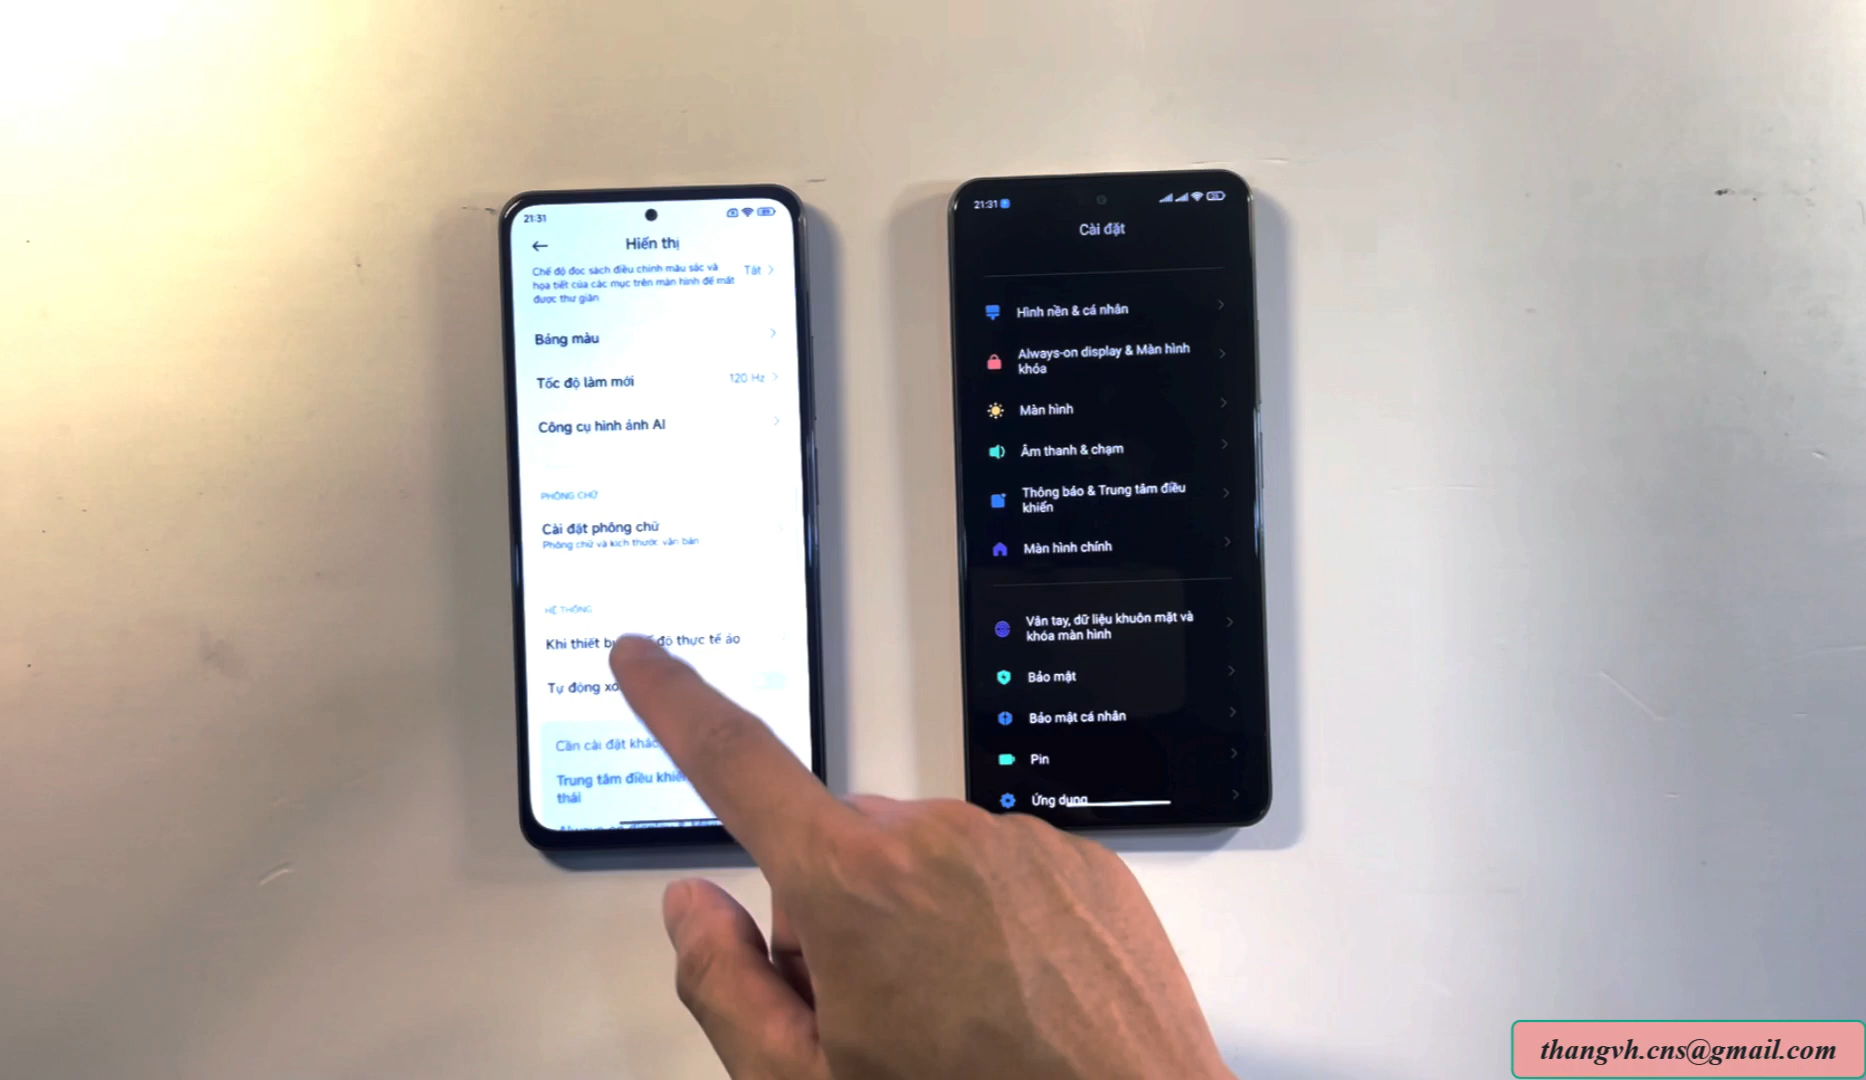 21:31
Hiển thị
Chế độ đọc sách điều chỉnh màu sắc và
Tắt
họa tiết của các mục trên màn hình để mắt
được thư giãn
Bảng màu
Tốc độ làm mới
120 Hz
Công cụ hình ảnh AI
PHÔNG CHỮ
Cài đặt phông chữ
Phông chữ và kích thước văn bản
HỆ THỐNG
Khi thiết độ thực tế ảo
Tự động
Cần cài đặt khác
Trung tâm điều khiển
thái
21:31
Cài đặt
Hình nền & cá nhân
Always-on display & Màn hình
khóa
Màn hình
Âm thanh & chạm
Thông báo & Trung tâm điều
khiển
Màn hình chính
Vân tay, dữ liệu khuôn mặt và
khóa màn hình
Bảo mật
Bảo mật cá nhân
Pin
Ứng dụng
thangvh.cns@gmail.com